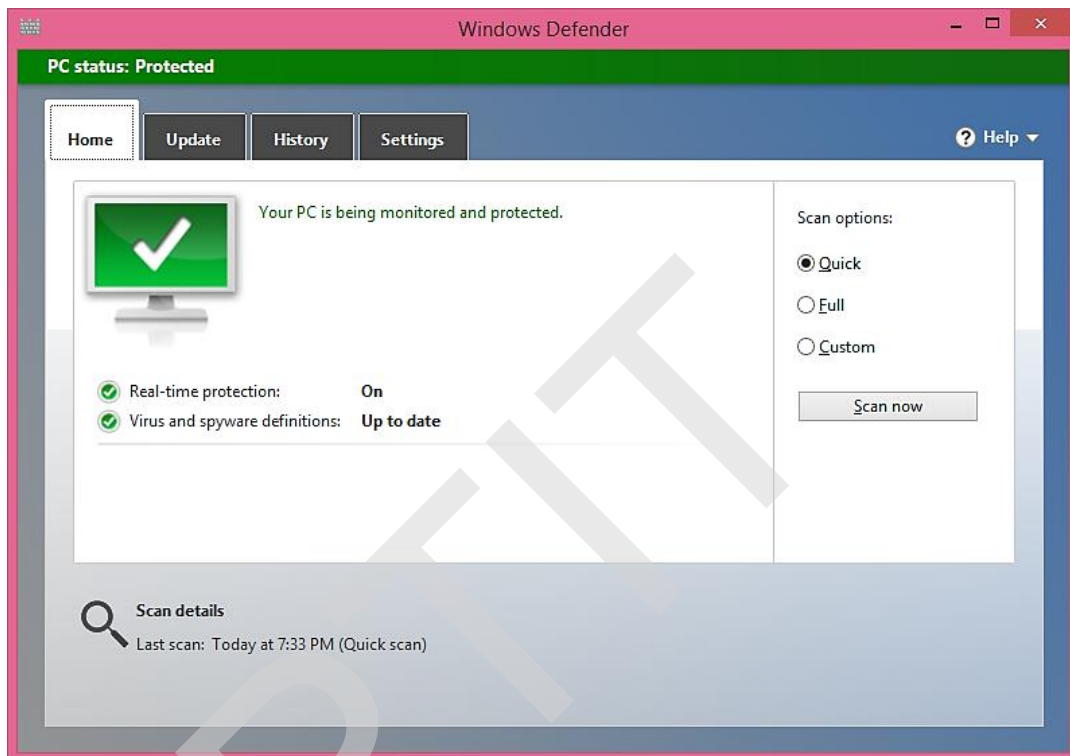 Windows Defender
PC status: Protected
Home Update History Settings Help
Your PC is being monitored and protected.
Scan options:
Quick
Full
Custom
Real-time protection: On
Scan now
Virus and spyware definitions: Up to date
Scan details
Last scan: Today at 7:33 PM (Quick scan)
PTIT